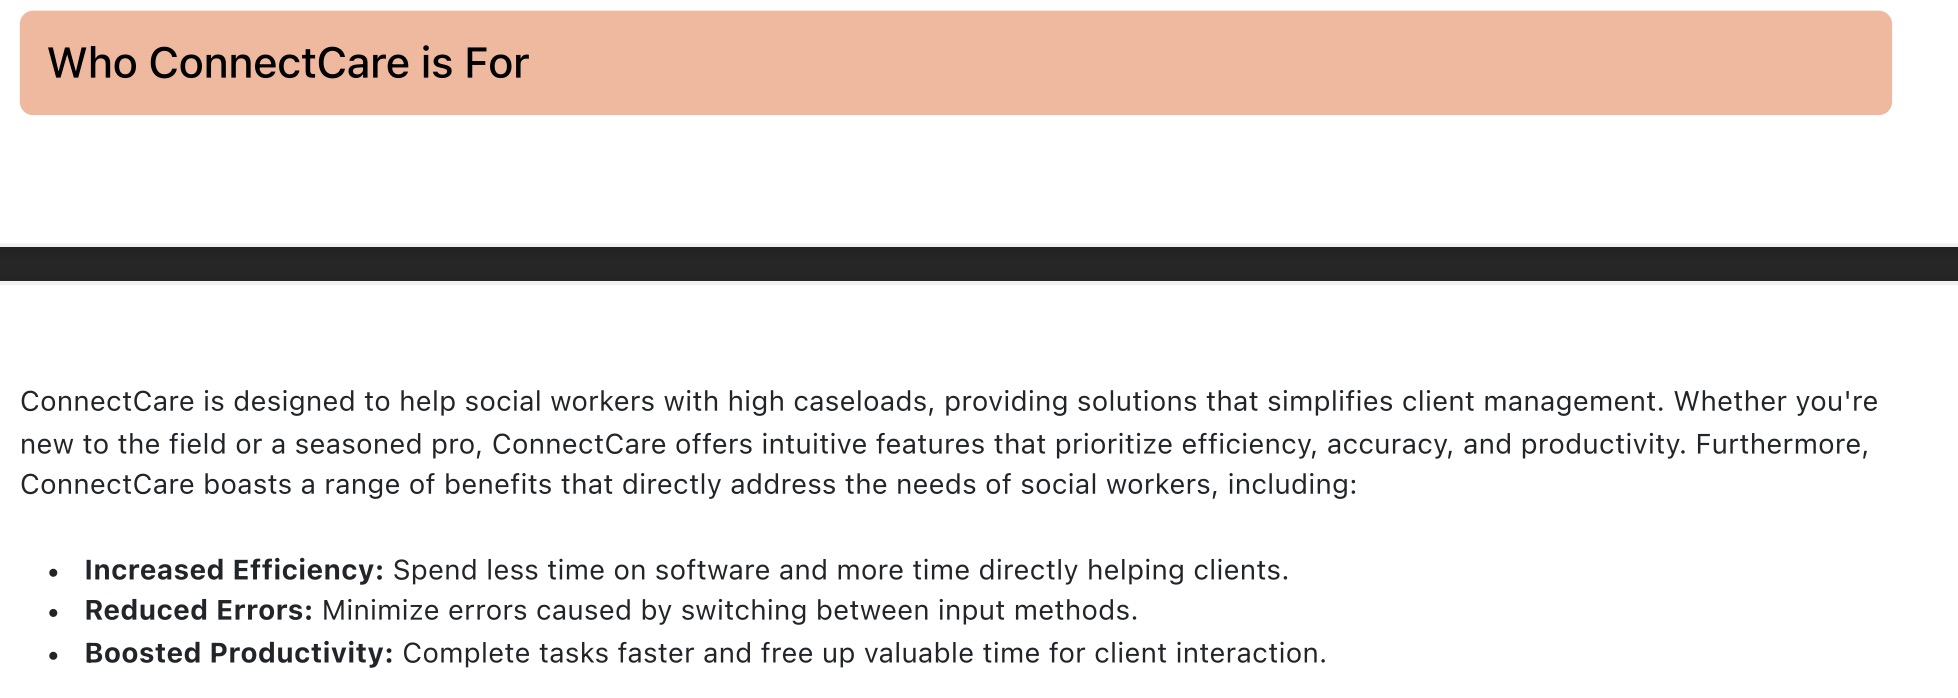 Who ConnectCare is For
ConnectCare is designed to help social workers with high caseloads, providing solutions that simplifies client management. Whether you're
new to the field or a seasoned pro, ConnectCare offers intuitive features that prioritize efficiency, accuracy, and productivity. Furthermore,
ConnectCare boasts a range of benefits that directly address the needs of social workers, including:
• Increased Efficiency: Spend less time on software and more time directly helping clients.
• Reduced Errors: Minimize errors caused by switching between input methods.
• Boosted Productivity: Complete tasks faster and free up valuable time for client interaction.